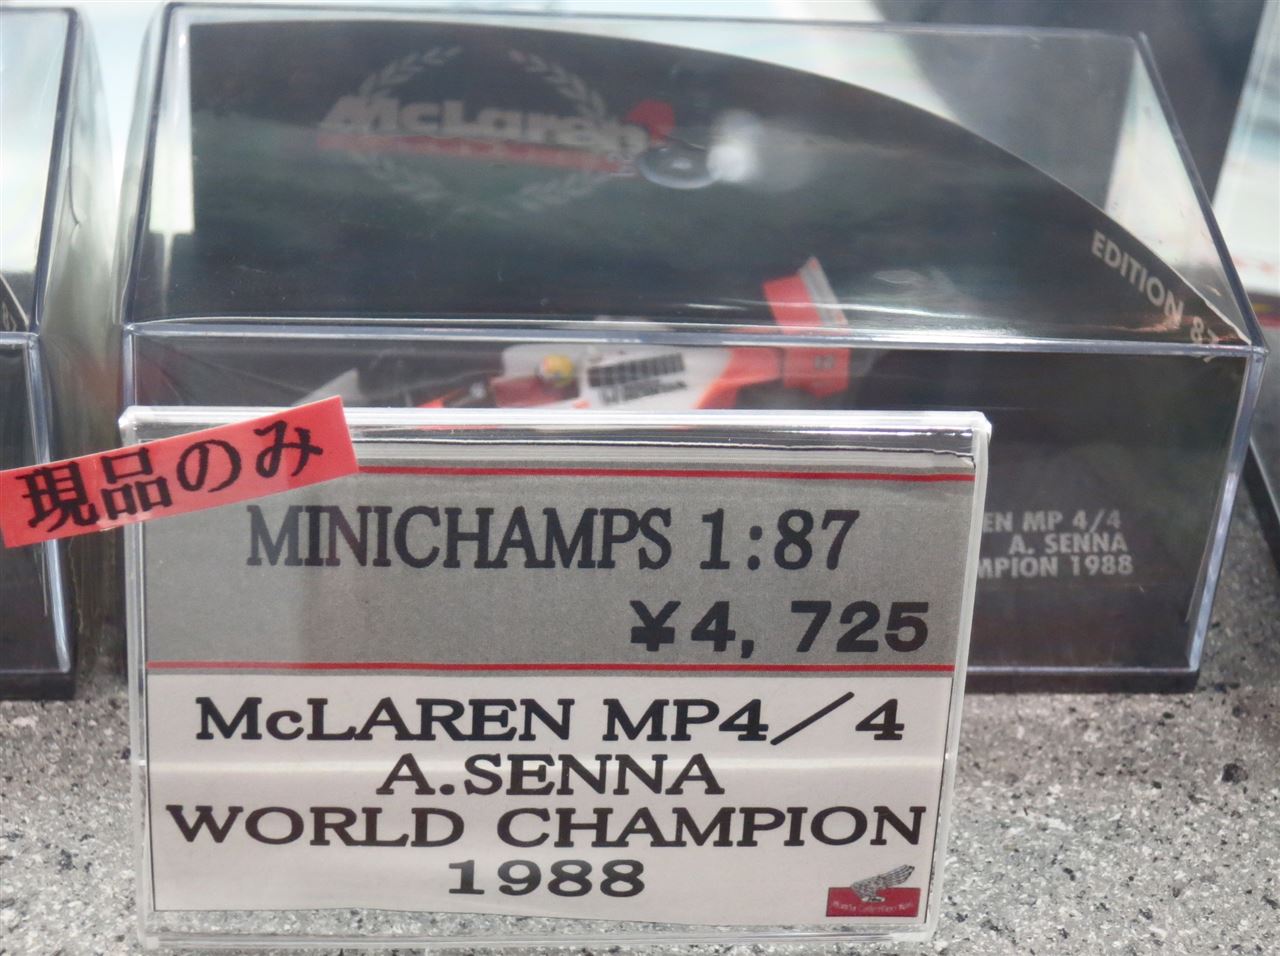 McLaren
EDITION 87
EN MP 4/4
A. SENNA
MPION 1988
現品のみ
MINICHAMPS 1:87
¥4,725
McLAREN MP4/4
A.SENNA
WORLD CHAMPION
1988